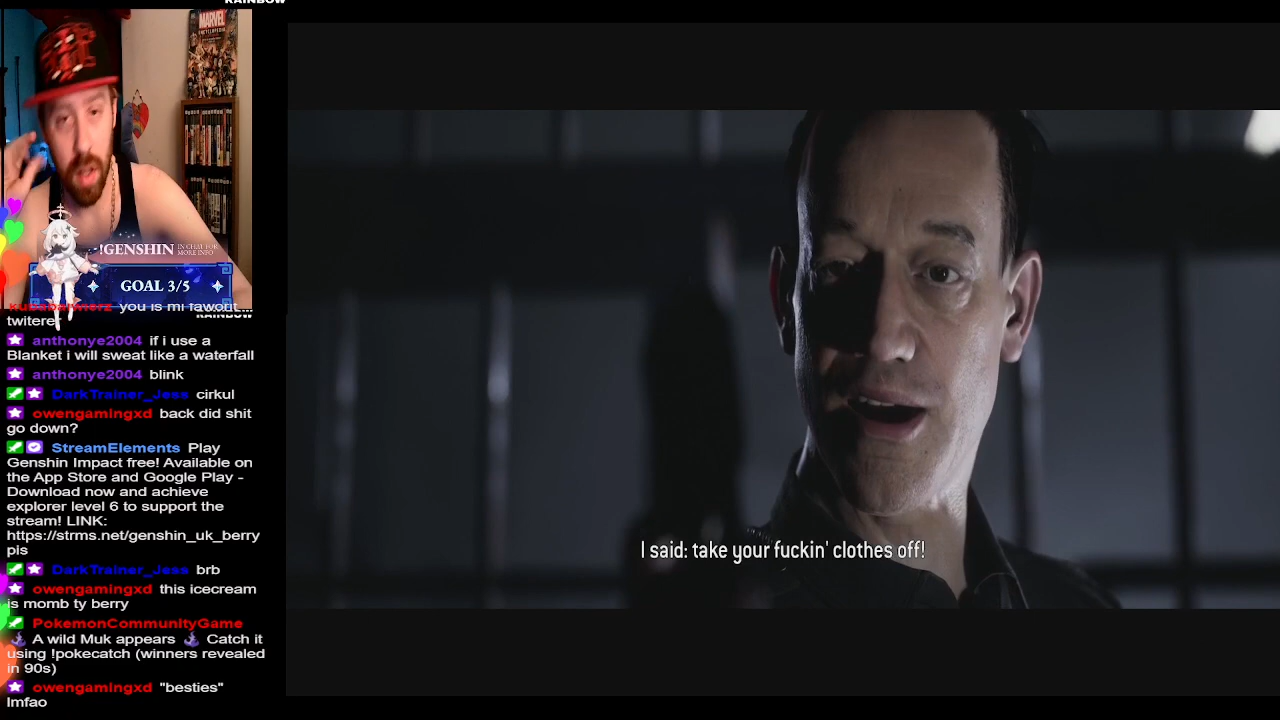 RAINBOW
MARVEL
ENCYCLOPEDIA
!GENSHIN IN CHAT FOR
MORE INFO
GOAL 3/5
you is mi favorit
twitere
RAINBOW
anthonye2004 if i use a
Blanket i will sweat like a waterfall
anthonye2004 blink
DarkTrainer_Jess cirkul
owengamingxd back did shit
go down?
StreamElements Play
Genshin Impact free! Available on
the App Store and Google Play -
Download now and achieve
explorer level 6 to support the
stream! LINK:
https://strms.net/genshin_uk_berry
pis
DarkTrainer_Jess brb
owengamingxd this icecream
is momb ty berry
PokemonCommunityGame
A wild Muk appears Catch it
using !pokecatch (winners revealed
in 90s)
owengamingxd "besties"
lmfao
I said: take your fuckin' clothes off!